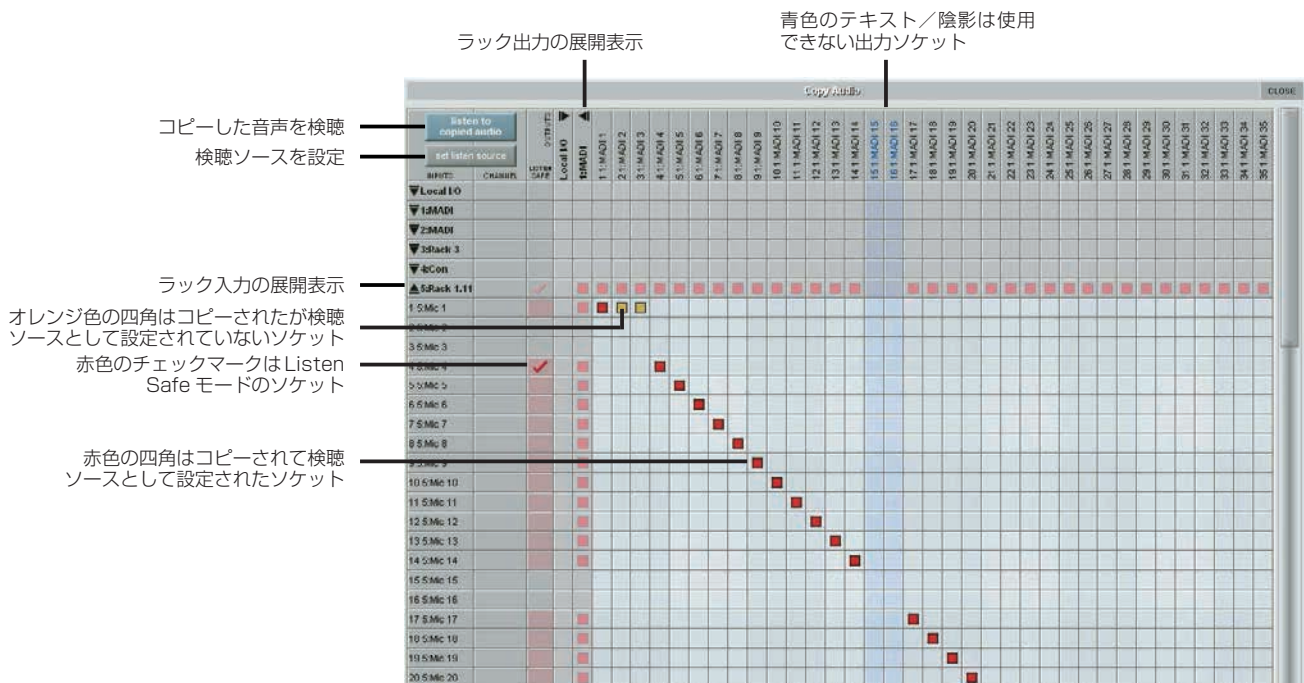 青色のテキスト／陰影は使用
できない出力ソケット
ラック出力の展開表示
コピーした音声を検聴
検聴ソースを設定
ラック入力の展開表示
オレンジ色の四角はコピーされたが検聴
ソースとして設定されていないソケット
赤色のチェックマークは Listen
Safe モードのソケット
赤色の四角はコピーされて検聴
ソースとして設定されたソケット
Copy Audio
CLOSE
listen to
copied audio
set listen source
INPUTS
CHANNEL
LISTEN
SAFE
OUTPUTS
Local I/O
1:MADI
1 1:MADI 1
2 1:MADI 2
3 1:MADI 3
4 1:MADI 4
5 1:MADI 5
6 1:MADI 6
7 1:MADI 7
8 1:MADI 8
9 1:MADI 9
10 1:MADI 10
11 1:MADI 11
12 1:MADI 12
13 1:MADI 13
14 1:MADI 14
15 1:MADI 15
16 1:MADI 16
17 1:MADI 17
18 1:MADI 18
19 1:MADI 19
20 1:MADI 20
21 1:MADI 21
22 1:MADI 22
23 1:MADI 23
24 1:MADI 24
25 1:MADI 25
26 1:MADI 26
27 1:MADI 27
28 1:MADI 28
29 1:MADI 29
30 1:MADI 30
31 1:MADI 31
32 1:MADI 32
33 1:MADI 33
34 1:MADI 34
35 1:MADI 35
Local I/O
1:MADI
2:MADI
3:Rack 3
4:Con
5:Rack 1.11
1 5:Mic 1
2 5:Mic 2
3 5:Mic 3
4 5:Mic 4
5 5:Mic 5
6 5:Mic 6
7 5:Mic 7
8 5:Mic 8
9 5:Mic 9
10 5:Mic 10
11 5:Mic 11
12 5:Mic 12
13 5:Mic 13
14 5:Mic 14
15 5:Mic 15
16 5:Mic 16
17 5:Mic 17
18 5:Mic 18
19 5:Mic 19
20 5:Mic 20